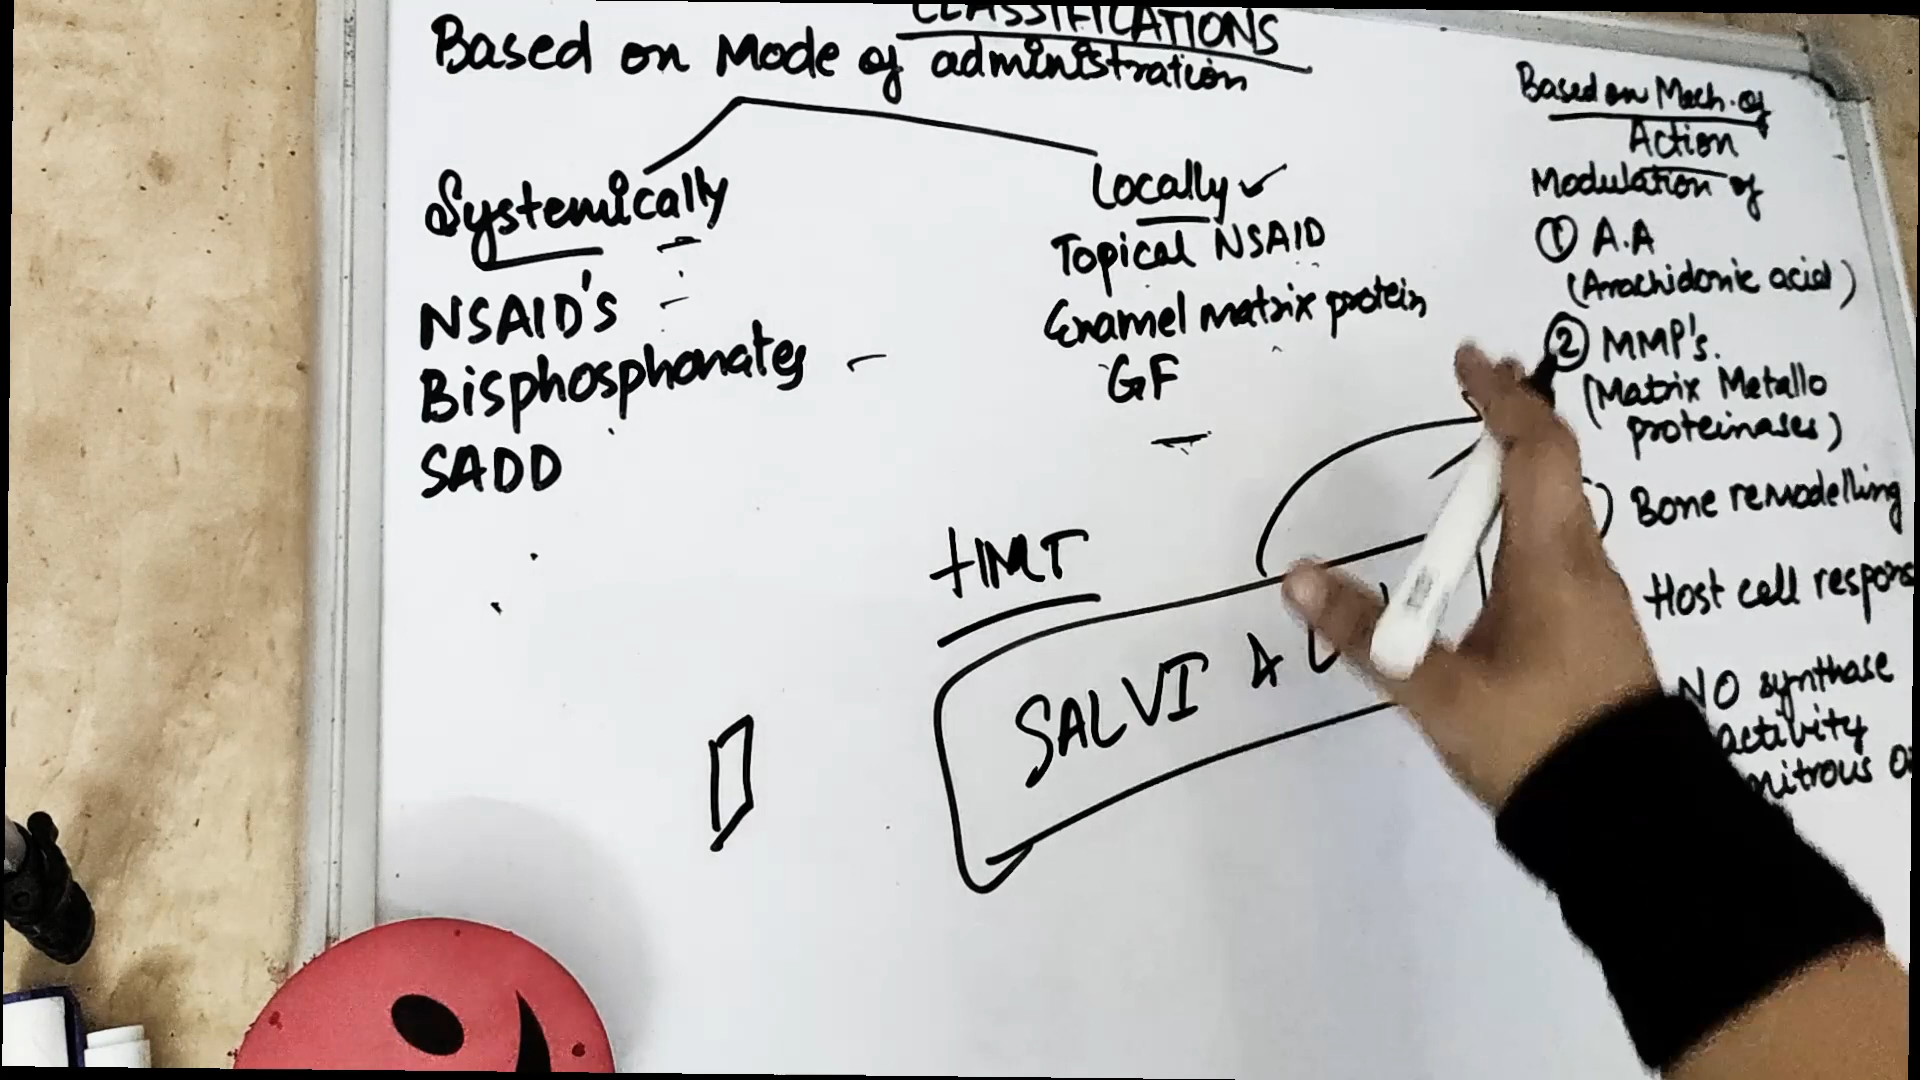 CLASSIFICATIONS
Based on Mode of administration
Systemically
NSAID's
Bisphosphonates
SADD
Locally ✓
Topical NSAID
Enamel matrix protein
GF
HMT
SALVI &
Based on Mech. of
Action
Modulation of
① A.A
(Arachidonic acid)
② MMP's.
(Matrix Metallo
proteinases)
Bone remodelling
Host cell respons
NO synthase
activity
nitrous